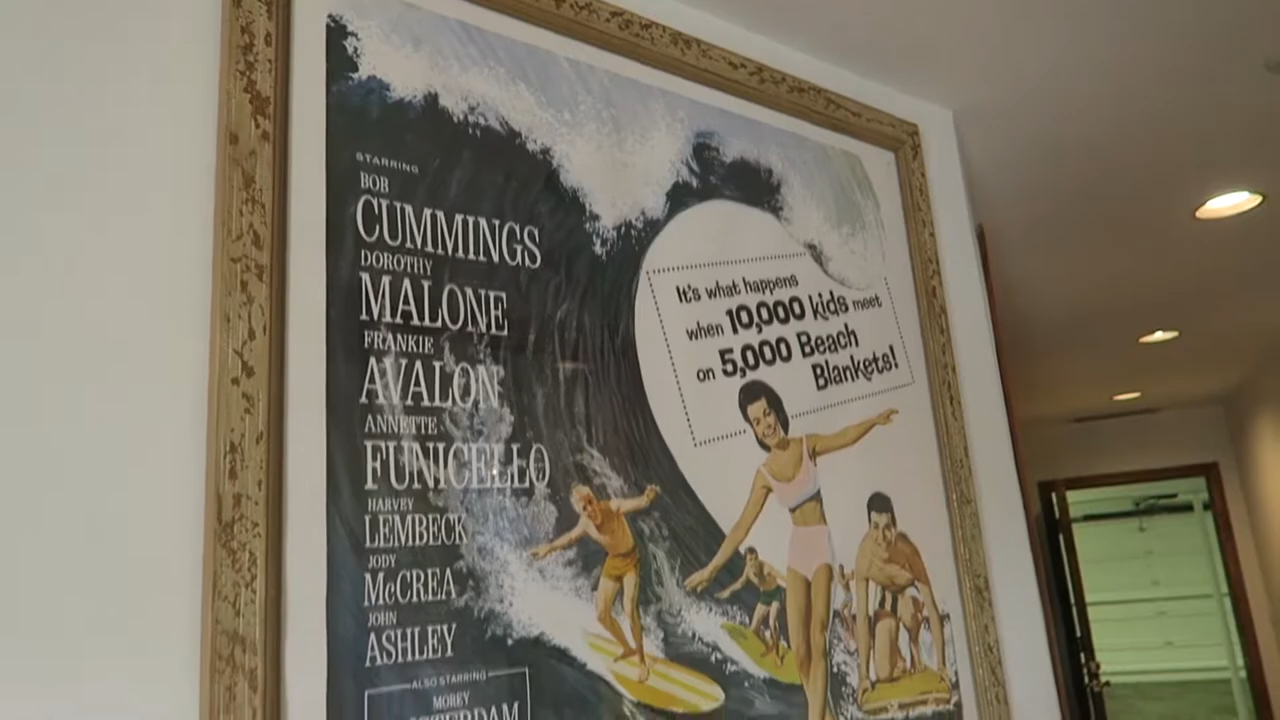 STARRING
BOB
CUMMINGS
DOROTHY
MALONE
FRANKIE
AVALON
ANNETTE
FUNICELLO
HARVEY
LEMBECK
JODY
McCREA
JOHN
ASHLEY
ALSO STARRING
MOREY
It's what happens
when 10,000 kids meet
on 5,000 Beach
Blankets!